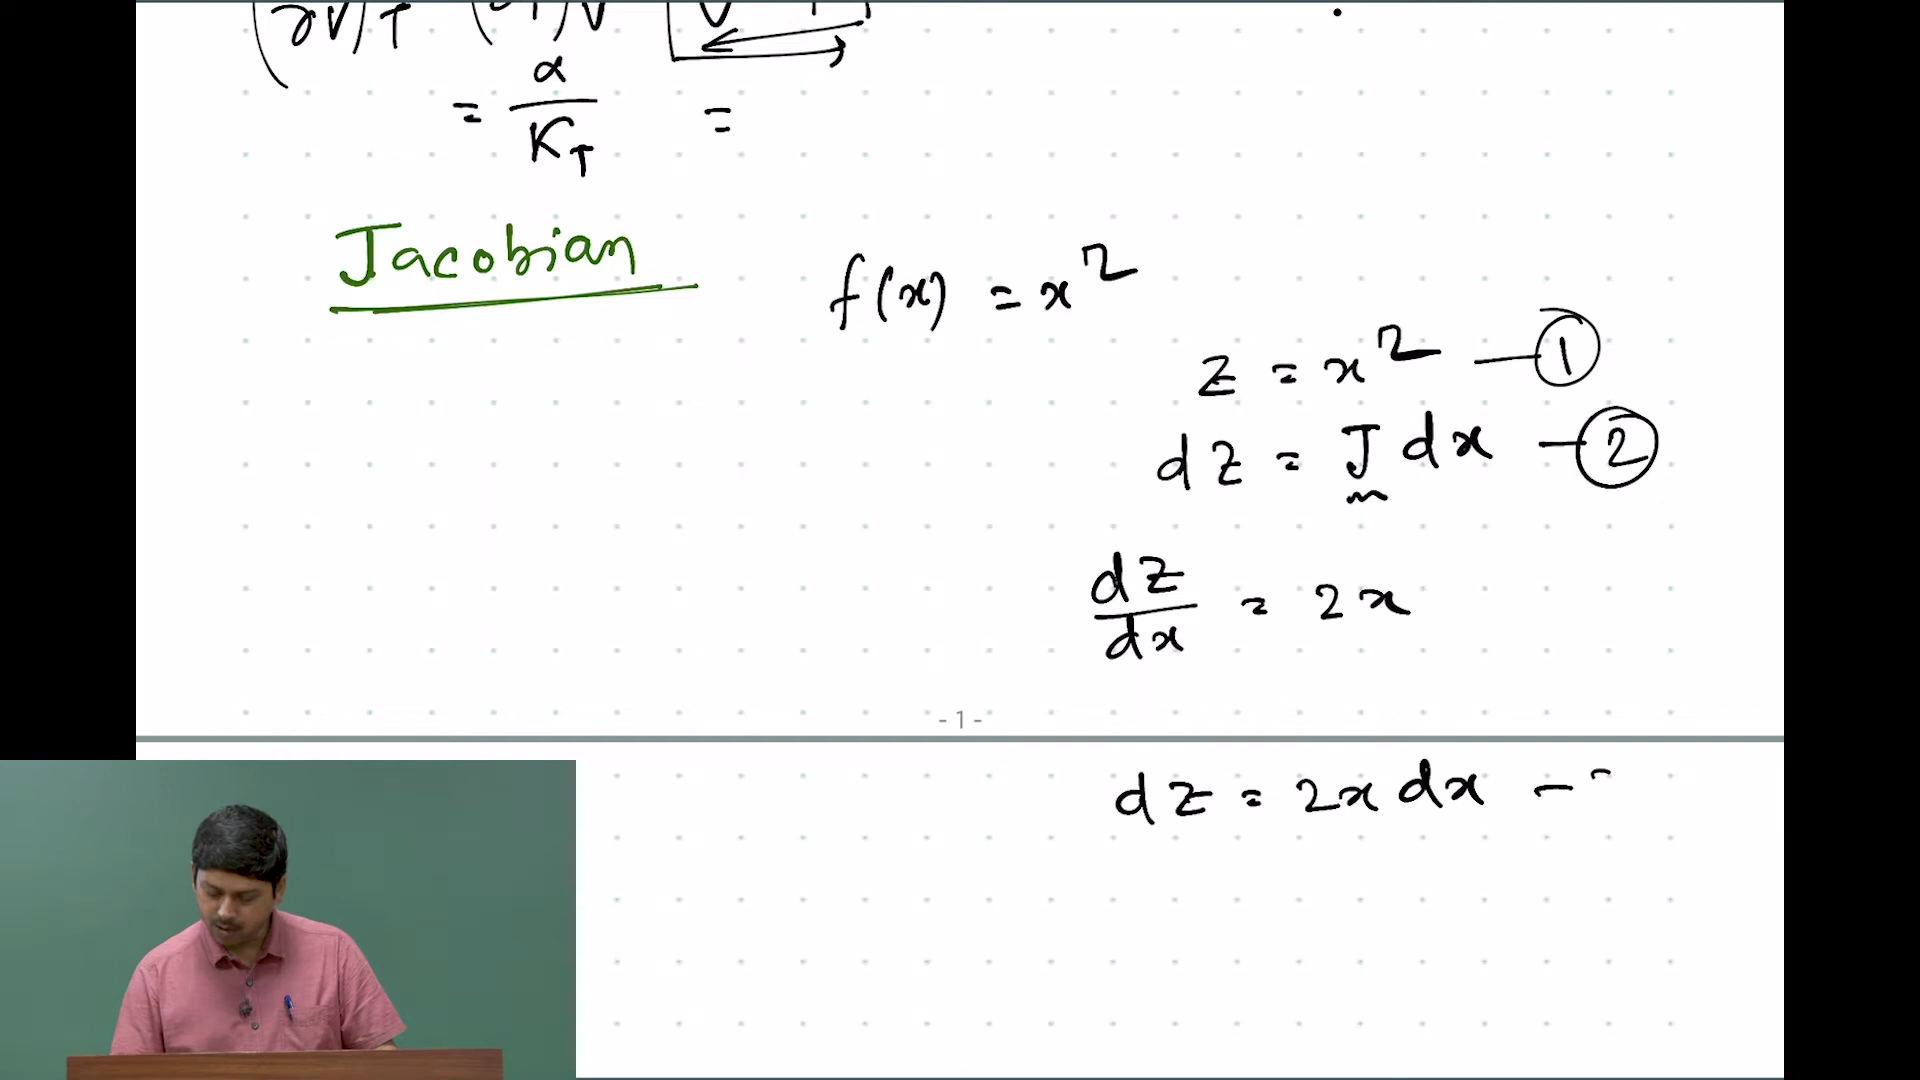 (∂V)T
= α/K_T =
Jacobian
f(x) = x²
z = x² — ①
dz = J dx — ②
dz/dx = 2x
- 1 -
dz = 2x dx –